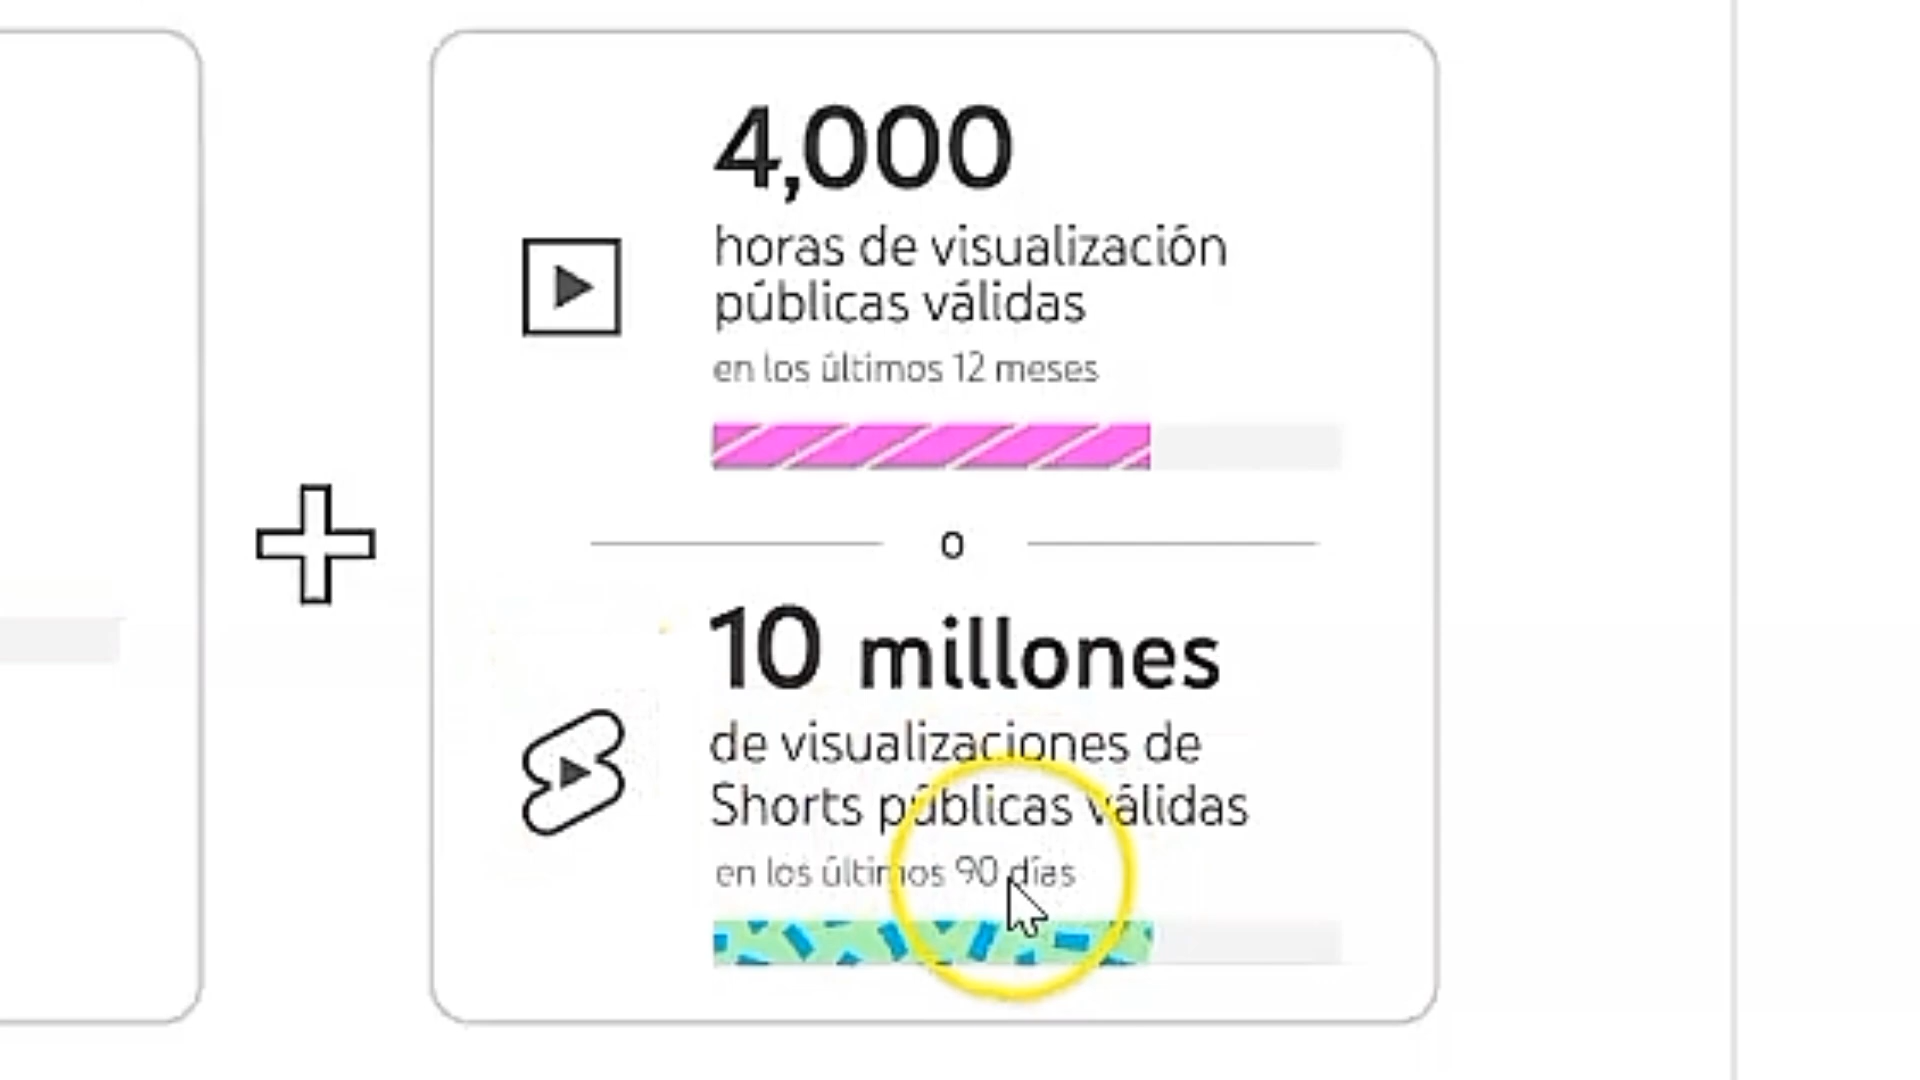 4,000
horas de visualización
públicas válidas
en los últimos 12 meses
o
10 millones
de visualizaciones de
Shorts públicas válidas
en los últimos 90 días